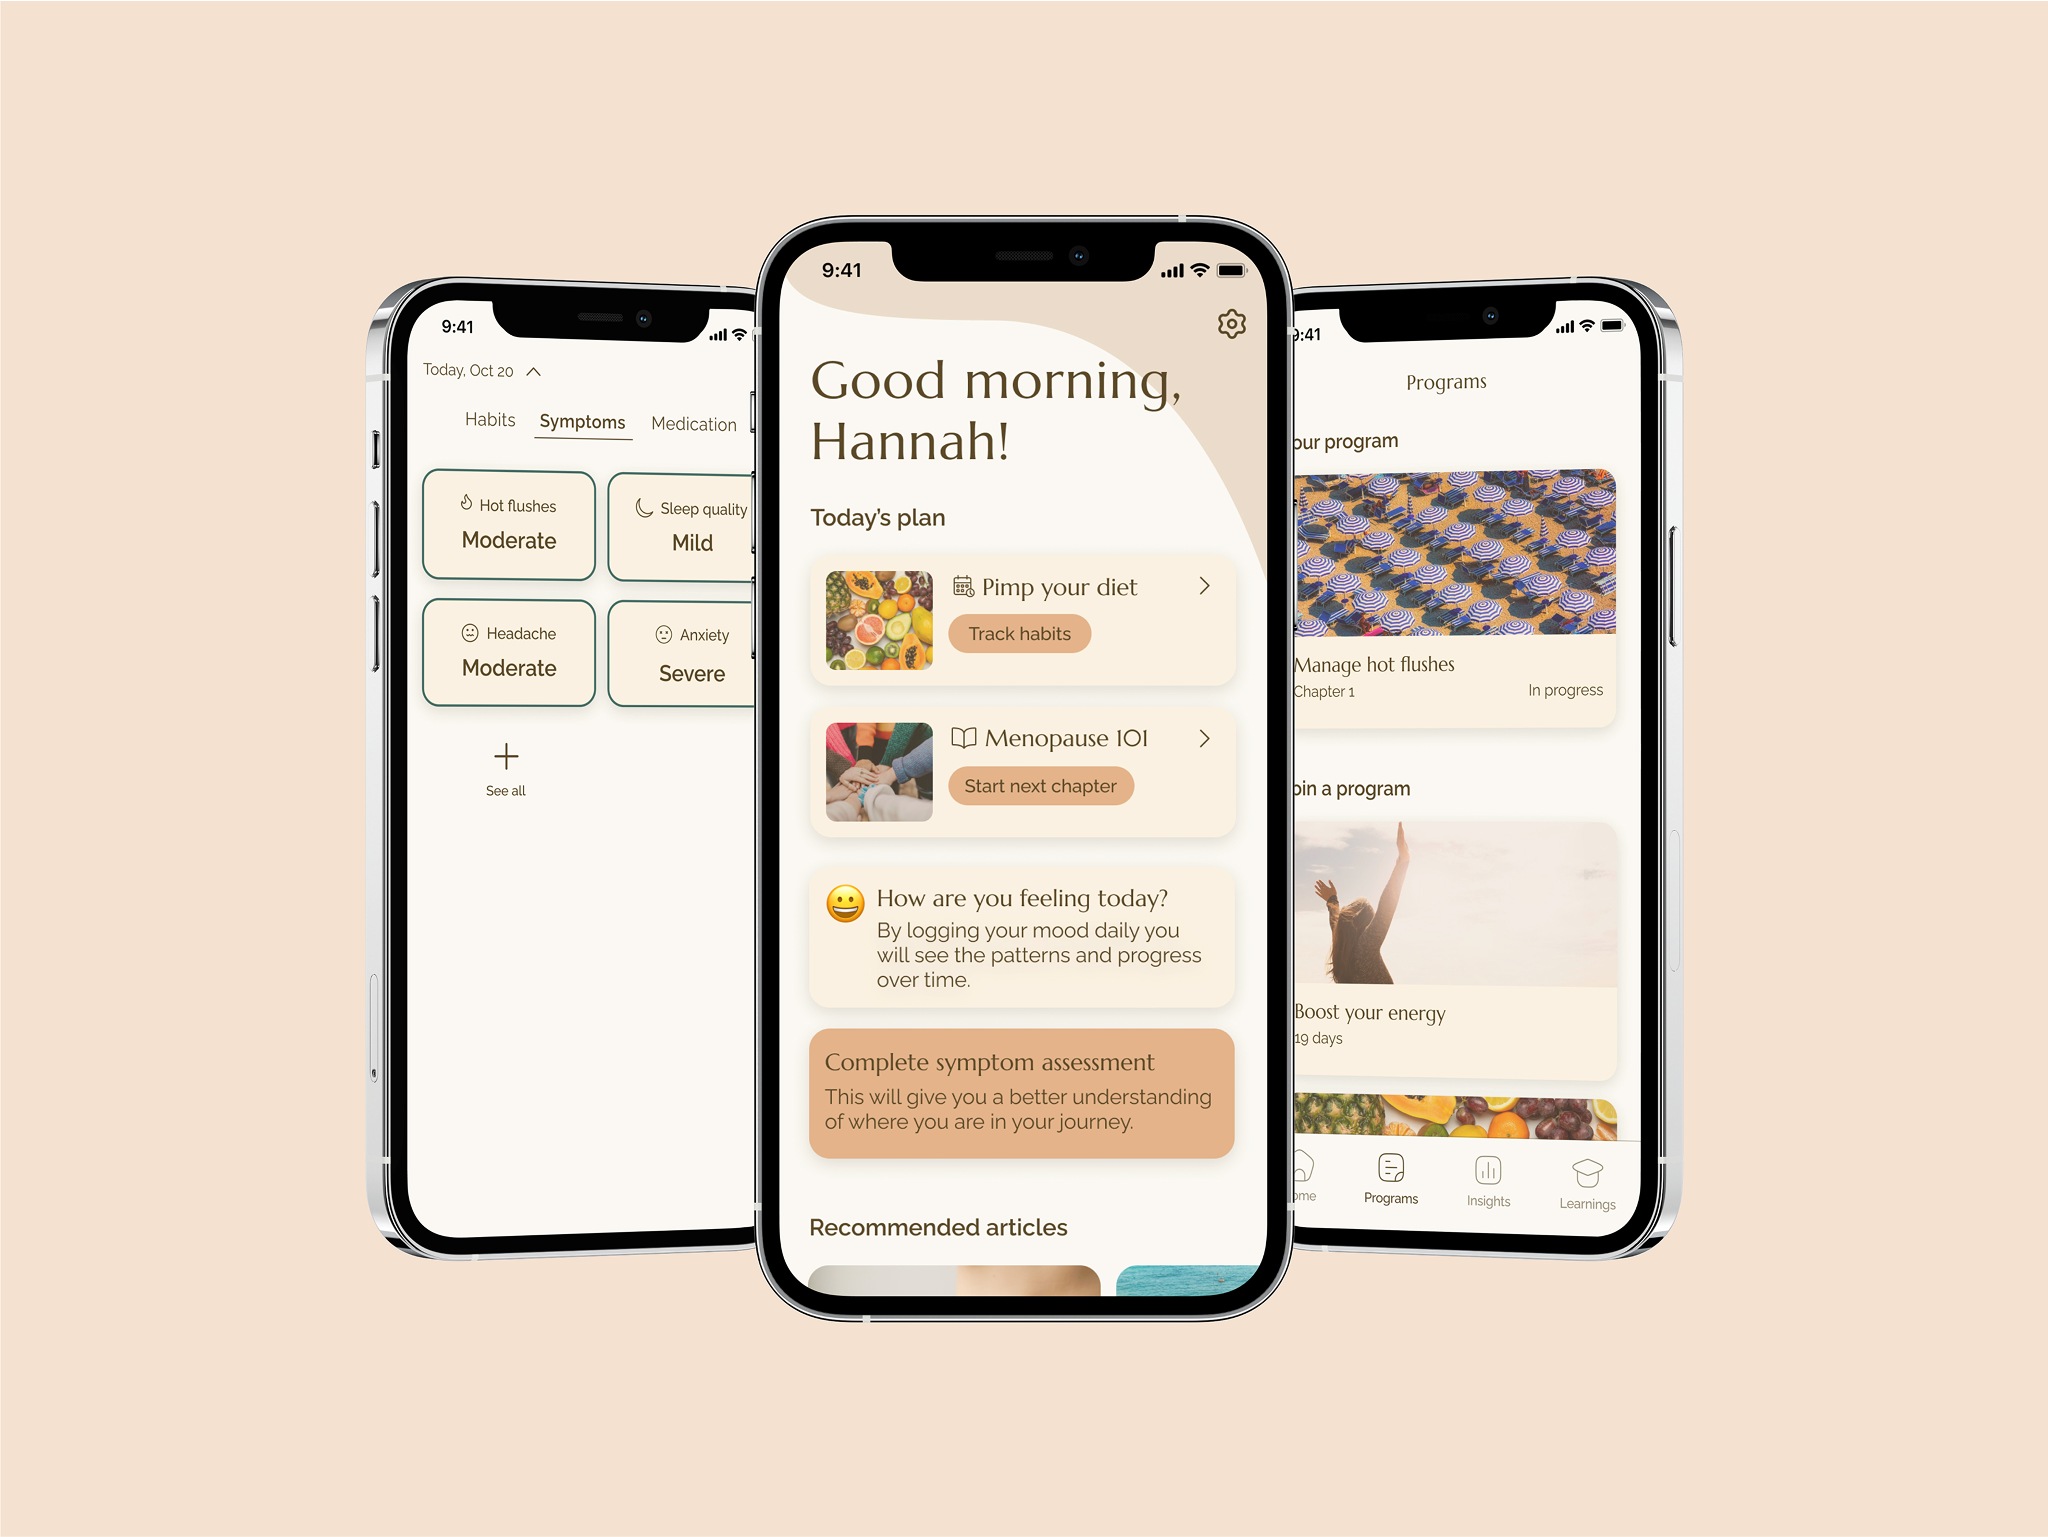 9:41
Today, Oct 20
Habits
Symptoms
Medication
Hot flushes
Moderate
Sleep quality
Mild
Headache
Moderate
Anxiety
Severe
See all
9:41
Good morning,
Hannah!
Today's plan
Pimp your diet
Track habits
Menopause 101
Start next chapter
How are you feeling today?
By logging your mood daily you
will see the patterns and progress
over time.
Complete symptom assessment
This will give you a better understanding
of where you are in your journey.
Recommended articles
9:41
Programs
our program
Manage hot flushes
Chapter 1
In progress
oin a program
Boost your energy
19 days
ome
Programs
Insights
Learnings